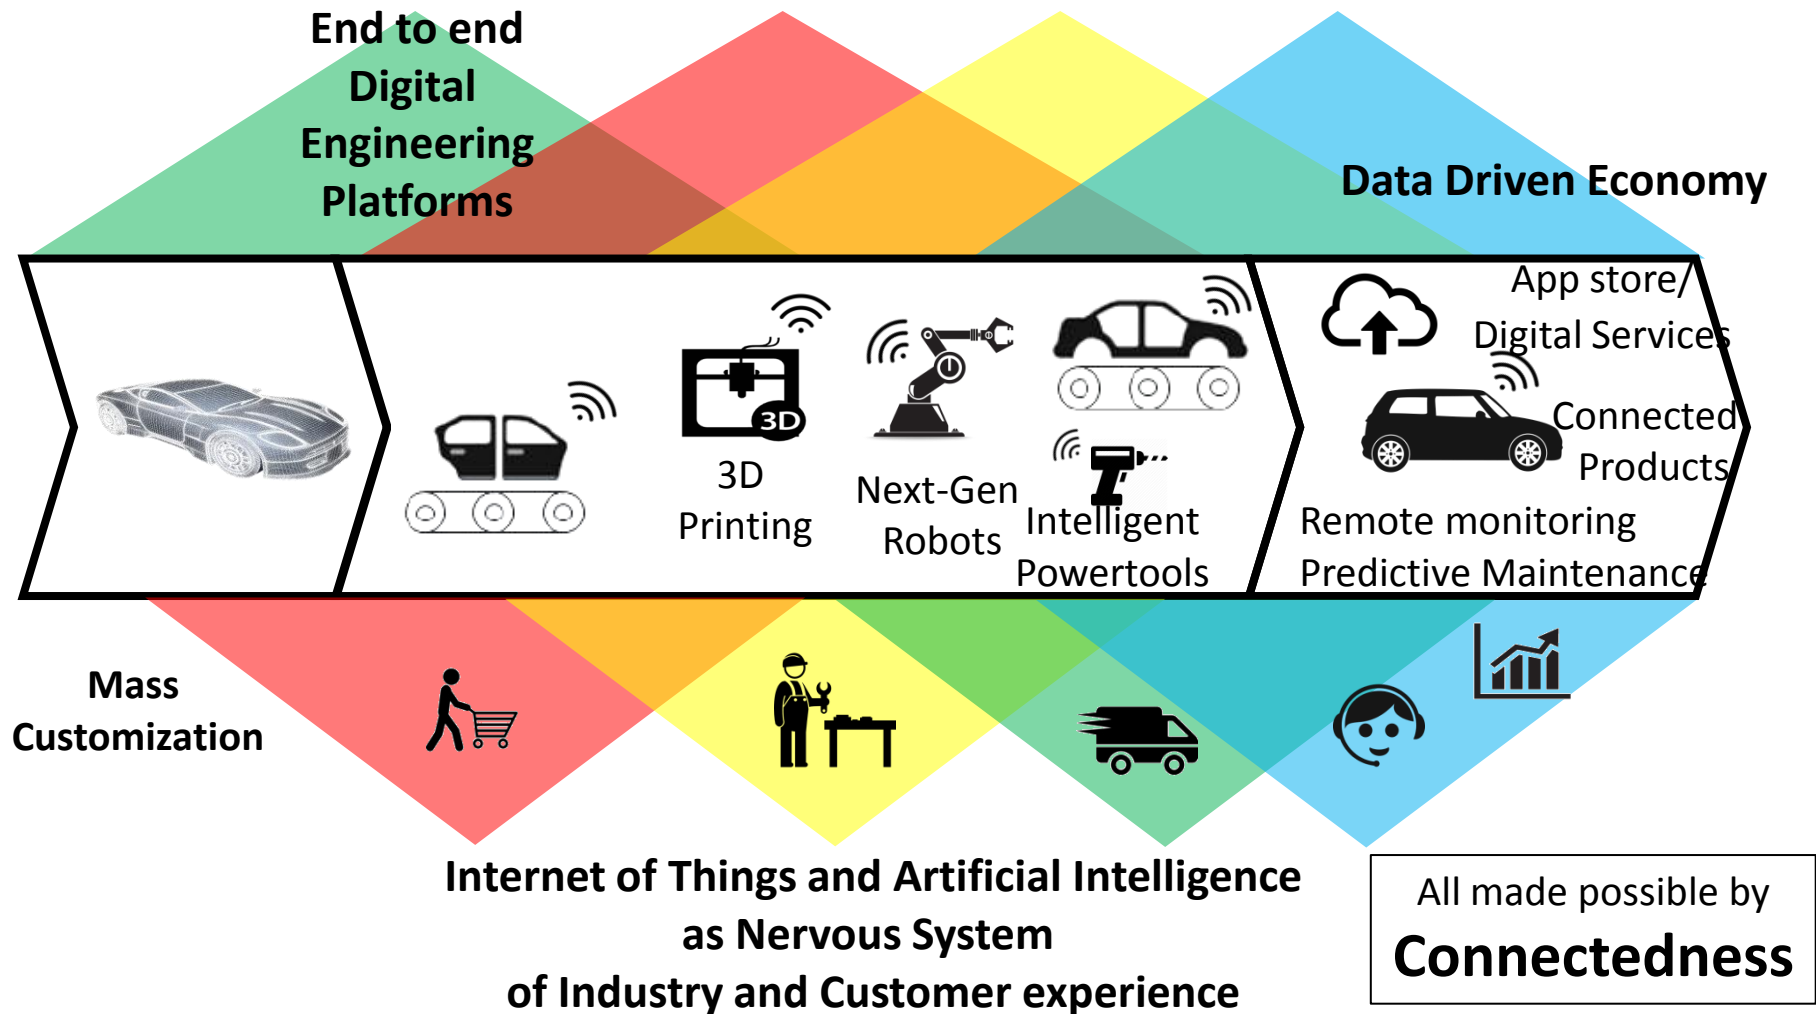 End to end
Digital
Engineering
Platforms
Data Driven Economy
App store/
Digital Services
3D
3D
Printing
Next-Gen
Robots
Intelligent
Powertools
Connected
Products
Remote monitoring
Predictive Maintenance
Mass
Customization
Internet of Things and Artificial Intelligence
as Nervous System
of Industry and Customer experience
All made possible by
Connectedness